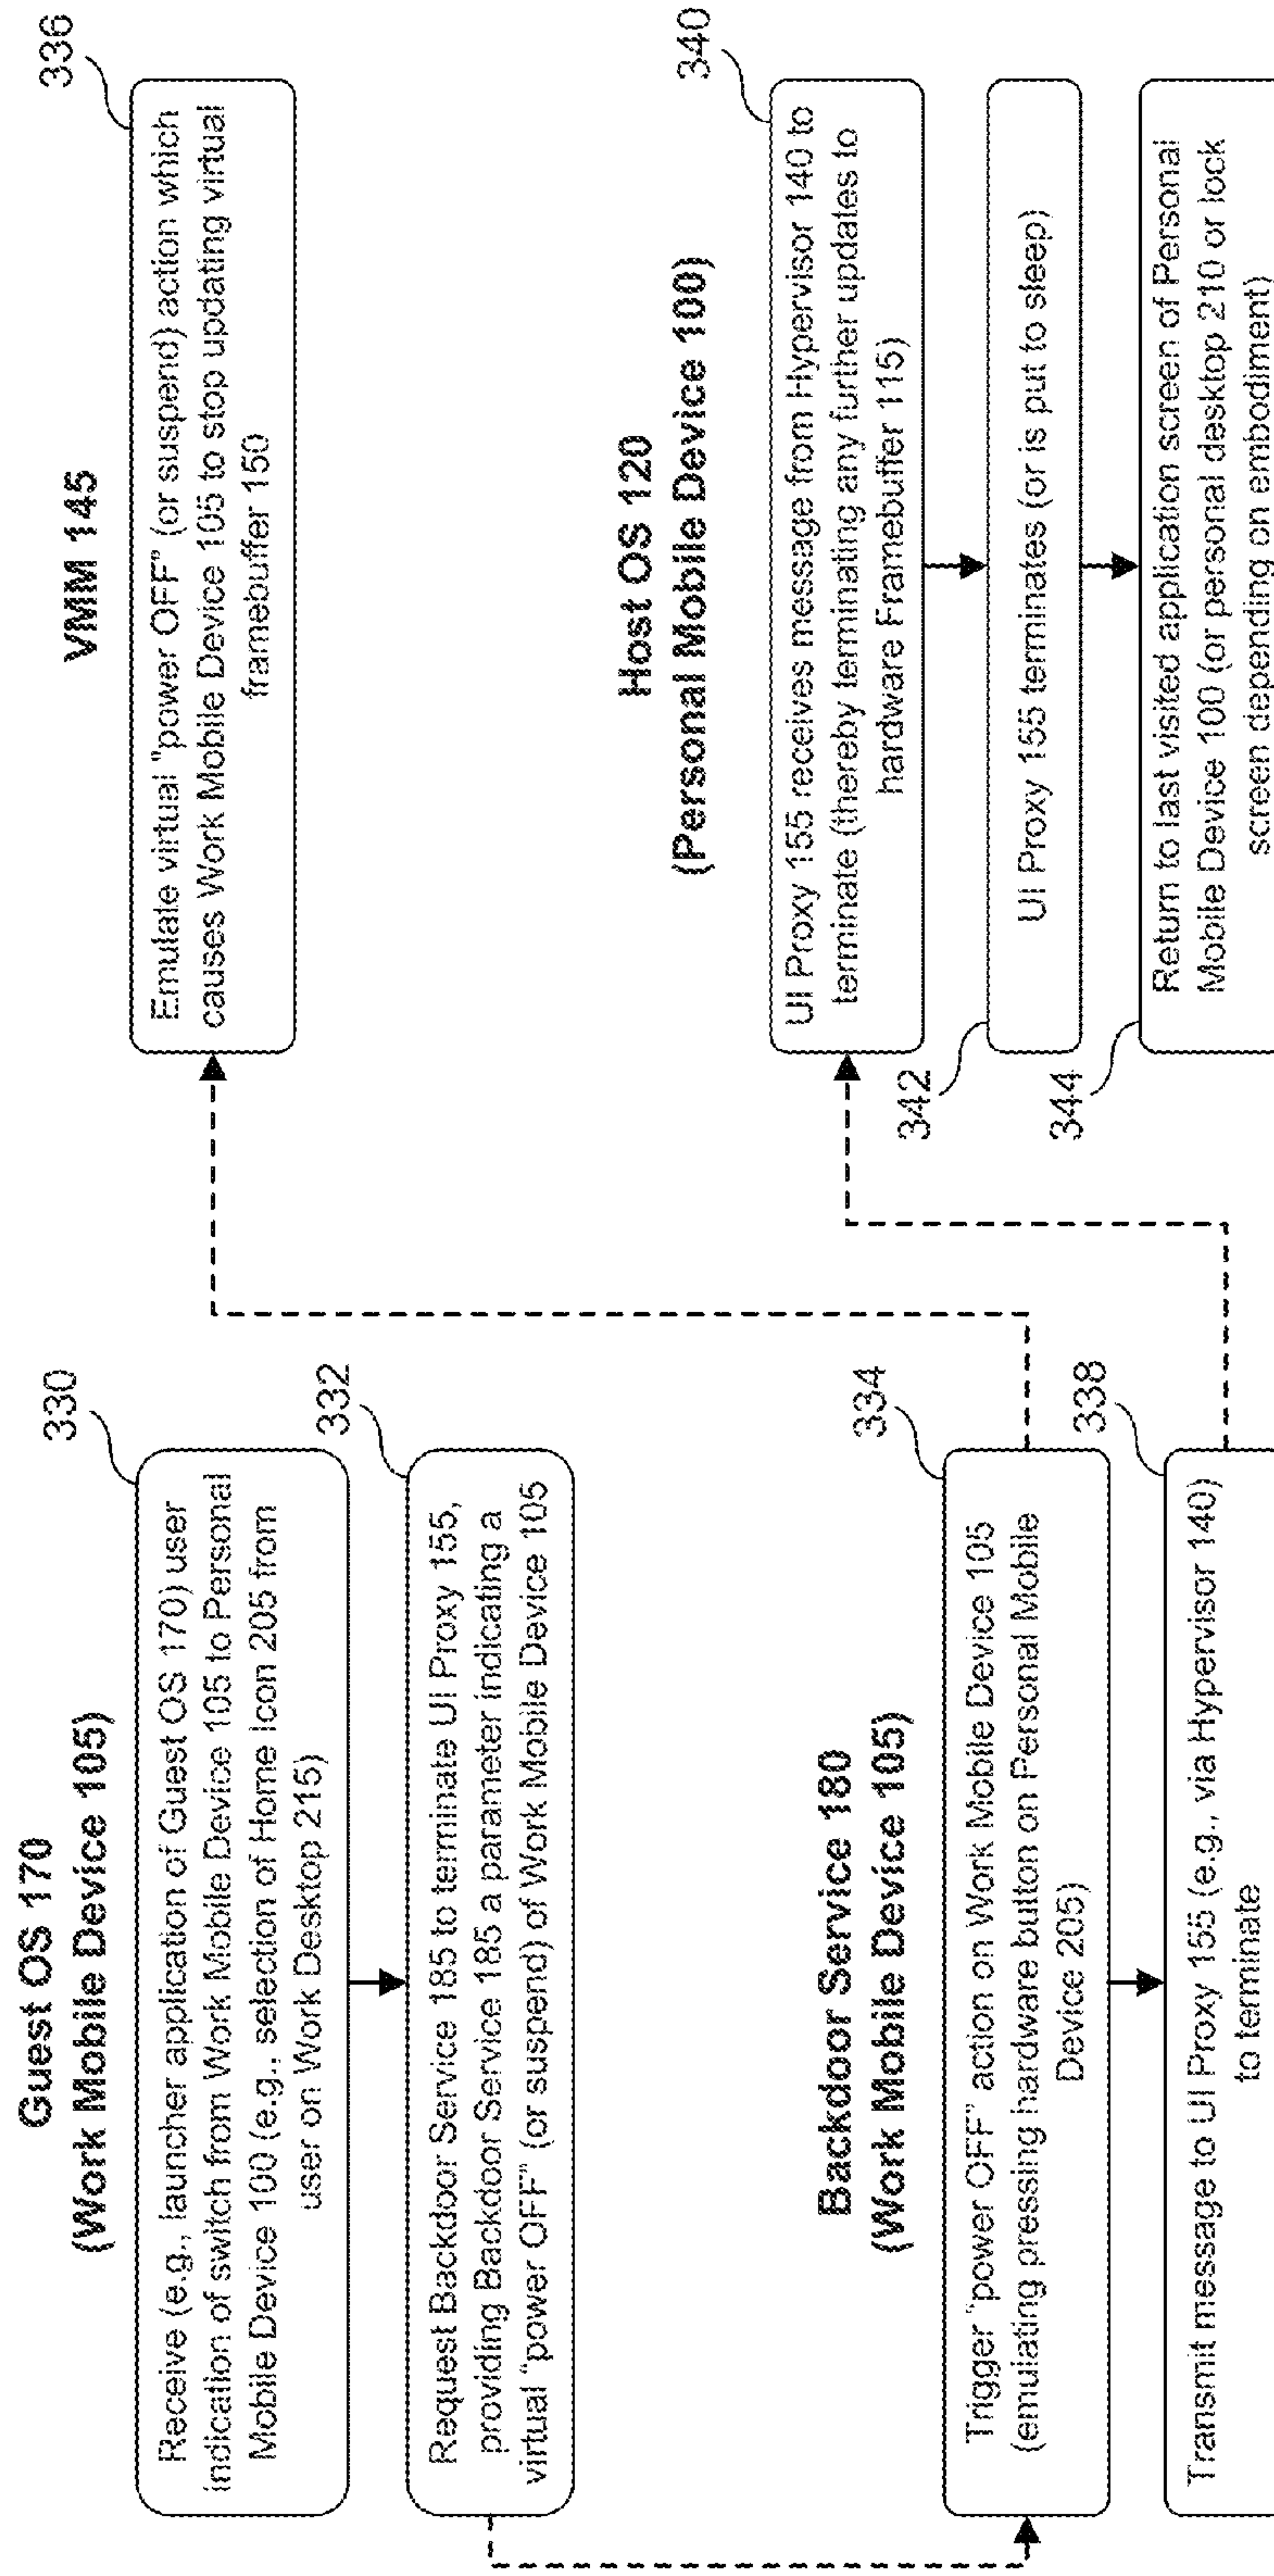 Guest OS 170
(Work Mobile Device 105)
330
Receive (e.g., launcher application of Guest OS 170) user
indication of switch from Work Mobile Device 105 to Personal
Mobile Device 100 (e.g., selection of Home Icon 205 from
user on Work Desktop 215)
332
Request Backdoor Service 185 to terminate UI Proxy 155,
providing Backdoor Service 185 a parameter indicating a
virtual "power OFF" (or suspend) of Work Mobile Device 105
Backdoor Service 180
(Work Mobile Device 105)
334
Trigger "power OFF" action on Work Mobile Device 105
(emulating pressing hardware button on Personal Mobile
Device 205)
338
Transmit message to UI Proxy 155 (e.g., via Hypervisor 140)
to terminate
VMM 145
336
Emulate virtual "power OFF" (or suspend) action which
causes Work Mobile Device 105 to stop updating virtual
framebuffer 150
Host OS 120
(Personal Mobile Device 100)
340
UI Proxy 155 receives message from Hypervisor 140 to
terminate (thereby terminating any further updates to
hardware Framebuffer 115)
342
UI Proxy 155 terminates (or is put to sleep)
344
Return to last visited application screen of Personal
Mobile Device 100 (or personal desktop 210 or lock
screen depending on embodiment)